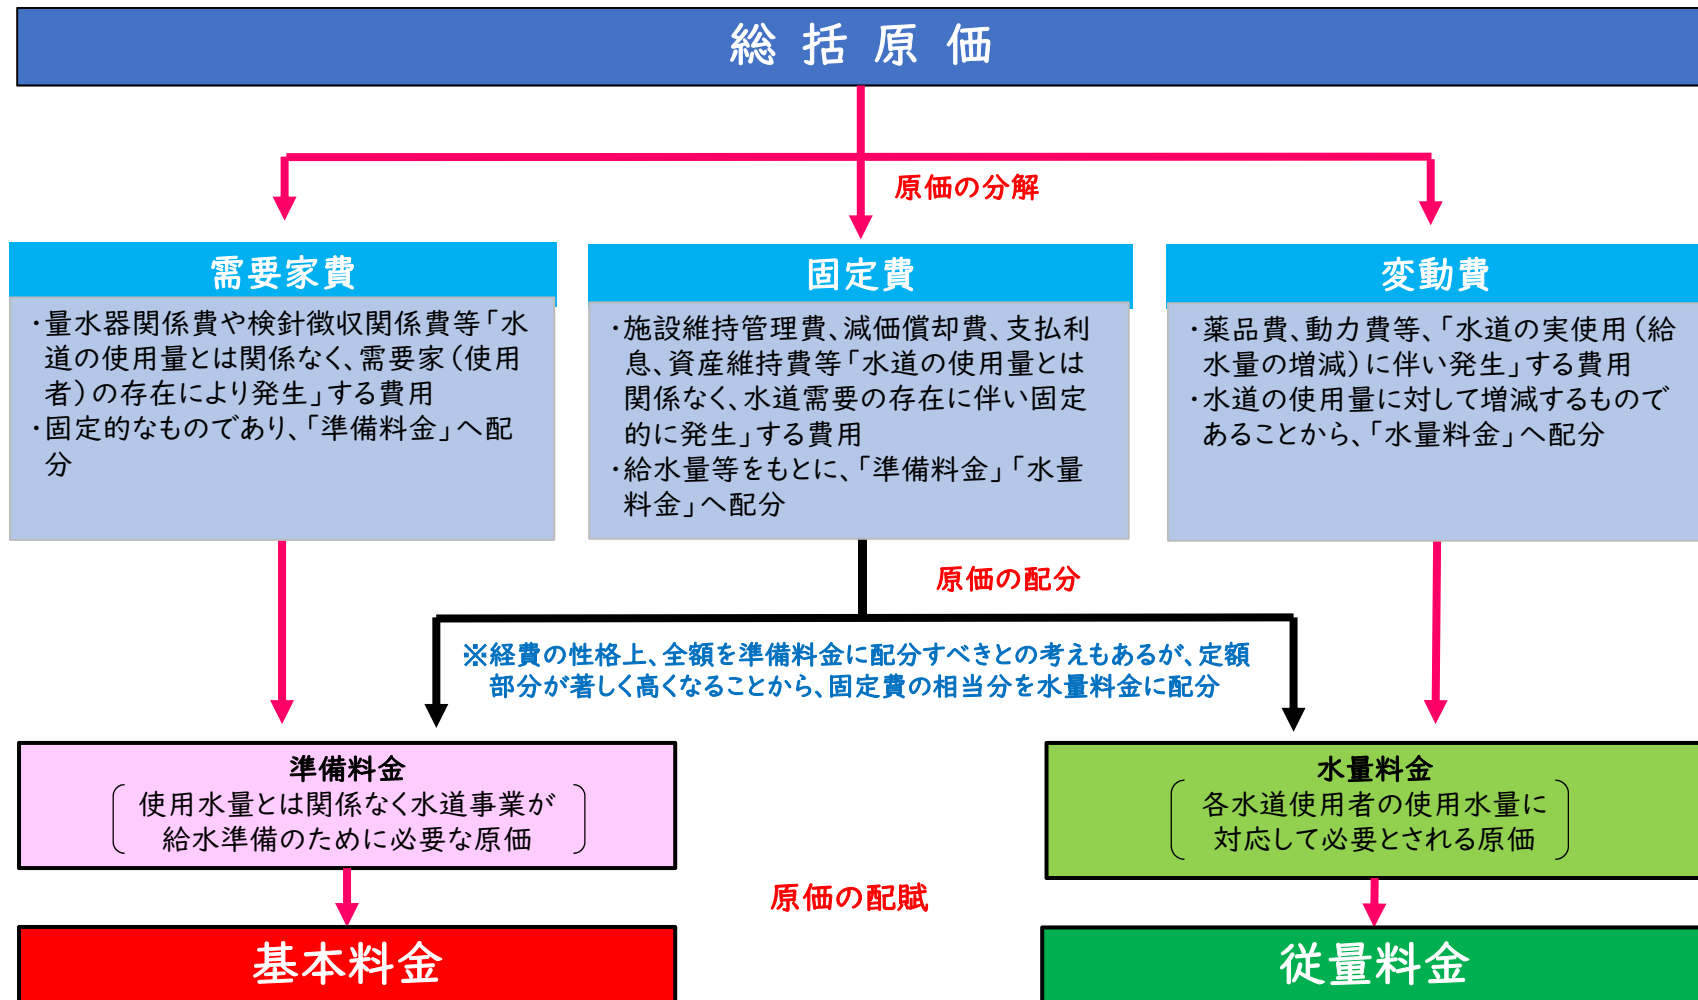 総括原価
原価の分解
需要家費
・量水器関係費や検針徴収関係費等「水
道の使用量とは関係なく、需要家（使用
者）の存在により発生」する費用
・固定的なものであり、「準備料金」へ配
分
固定費
・施設維持管理費、減価償却費、支払利
息、資産維持費等「水道の使用量とは
関係なく、水道需要の存在に伴い固定
的に発生」する費用
・給水量等をもとに、「準備料金」「水量
料金」へ配分
変動費
・薬品費、動力費等、「水道の実使用（給
水量の増減）に伴い発生」する費用
・水道の使用量に対して増減するもので
あることから、「水量料金」へ配分
原価の配分
※経費の性格上、全額を準備料金に配分すべきとの考えもあるが、定額
部分が著しく高くなることから、固定費の相当分を水量料金に配分
準備料金
使用水量とは関係なく水道事業が
給水準備のために必要な原価
水量料金
各水道使用者の使用水量に
対応して必要とされる原価
原価の配賦
基本料金
従量料金